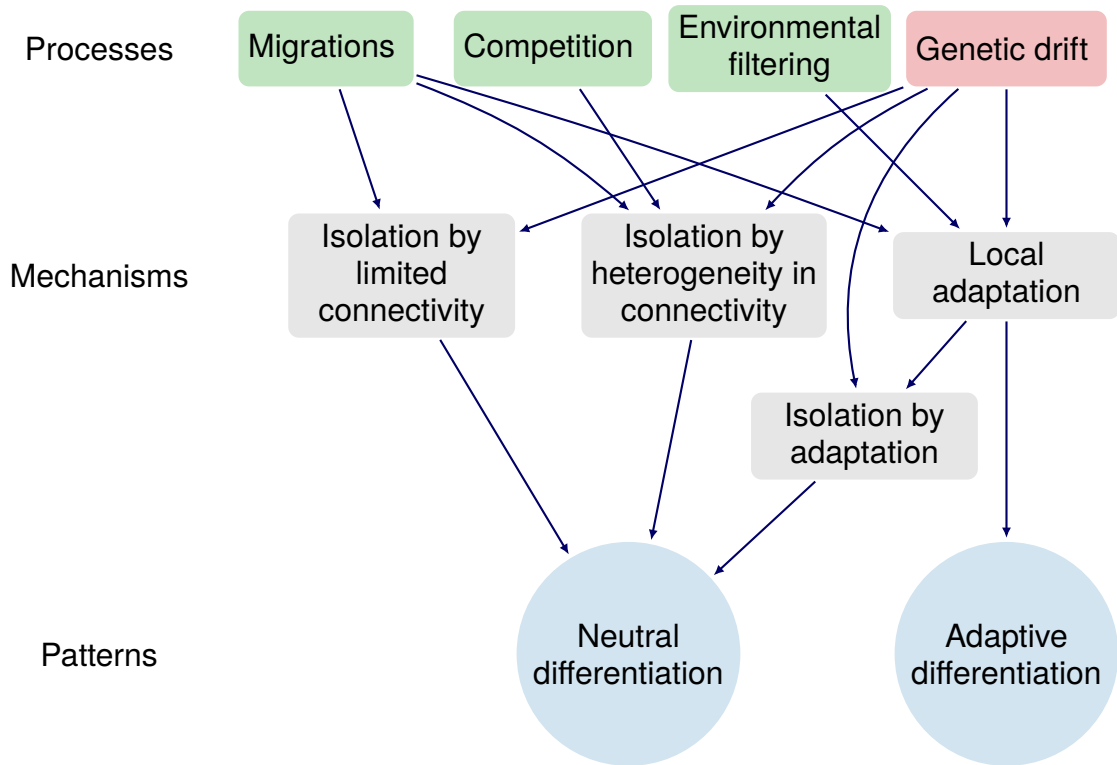 Processes
Migrations
Competition
Environmental
filtering
Genetic drift
Mechanisms
Isolation by
limited
connectivity
Isolation by
heterogeneity in
connectivity
Local
adaptation
Isolation by
adaptation
Patterns
Neutral
differentiation
Adaptive
differentiation